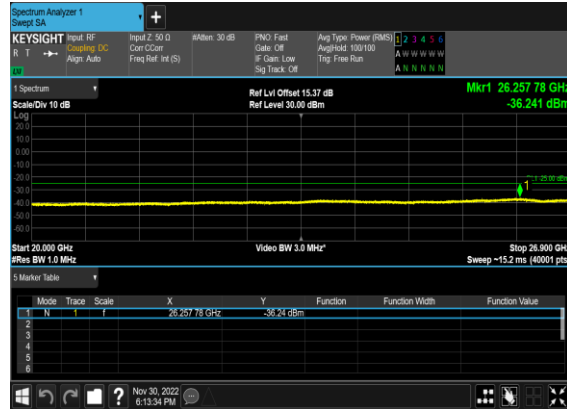 Spectrum Analyzer 1
Swept SA
+
KEYSIGHT Input: RF Input Z: 50 Ω #Atten: 30 dB PNO: Fast Avg Type: Power (RMS) 1 2 3 4 5 6
R T Coupling: DC Corr CCorr Gate: Off Avg|Hold: 100/100 A W W W W W
Align: Auto Freq Ref: Int (S) IF Gain: Low Trig: Free Run
Sig Track: Off A N N N N N
1 Spectrum Ref Lvl Offset 15.37 dB Mkr1 26.257 78 GHz
Scale/Div 10 dB Ref Level 30.00 dBm -36.241 dBm
Log
20.0
10.0
0.00
-10.0
-20.0
-30.0
-40.0
-50.0
-60.0
1
Start 20.000 GHz Video BW 3.0 MHz* Stop 26.900 GHz
#Res BW 1.0 MHz Sweep ~15.2 ms (40001 pts)
5 Marker Table
Mode Trace Scale X Y Function Function Width Function Value
1 N 1 f 26.257 78 GHz -36.24 dBm
2
3
4
5
6
? Nov 30, 2022
6:13:34 PM